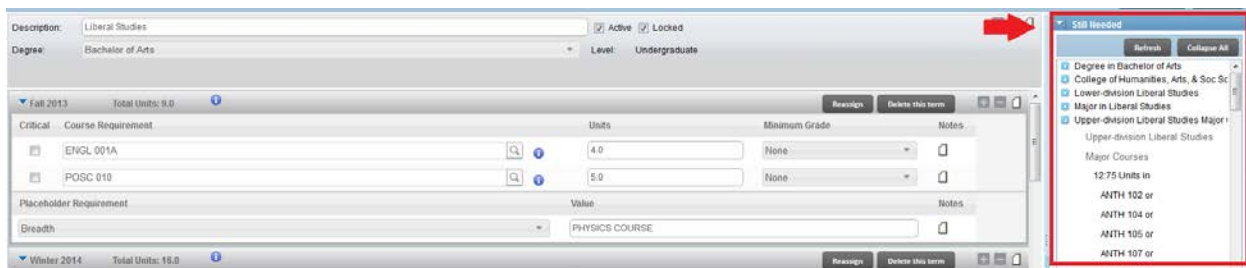 Description: Liberal Studies Active Locked
Degree: Bachelor of Arts Level: Undergraduate
Fall 2013 Total Units: 9.0 Reassign Delete this term
Critical Course Requirement Units Minimum Grade Notes
ENGL 001A 4.0 None
POSC 010 5.0 None
Placeholder Requirement Value Notes
Breadth PHYSICS COURSE
Winter 2014 Total Units: 16.0 Reassign Delete this term
Still Needed
Refresh Collapse All
Degree in Bachelor of Arts
College of Humanities, Arts, & Soc Sc
Lower-division Liberal Studies
Major in Liberal Studies
Upper-division Liberal Studies Major
Upper-division Liberal Studies
Major Courses
12:75 Units in
ANTH 102 or
ANTH 104 or
ANTH 105 or
ANTH 107 or